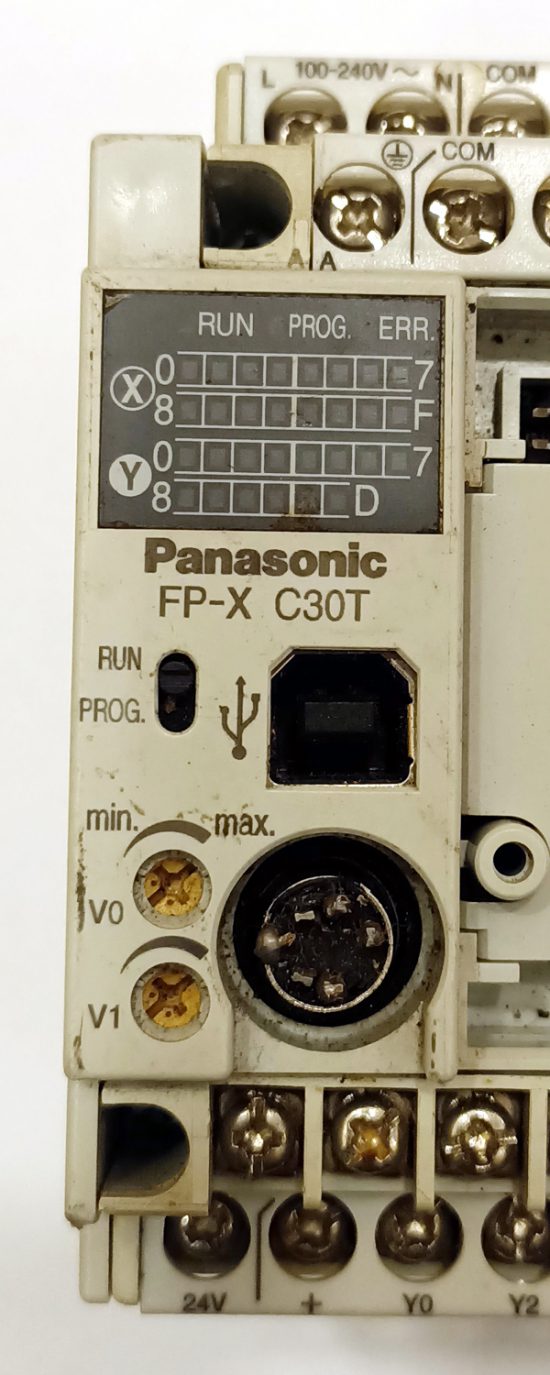 L 100-240V ~ N COM
COM
A A
RUN PROG. ERR.
X 0 7
8 F
Y 0 7
8 D
Panasonic
FP-X C30T
RUN
PROG.
min. max.
V0
V1
24V + Y0 Y2